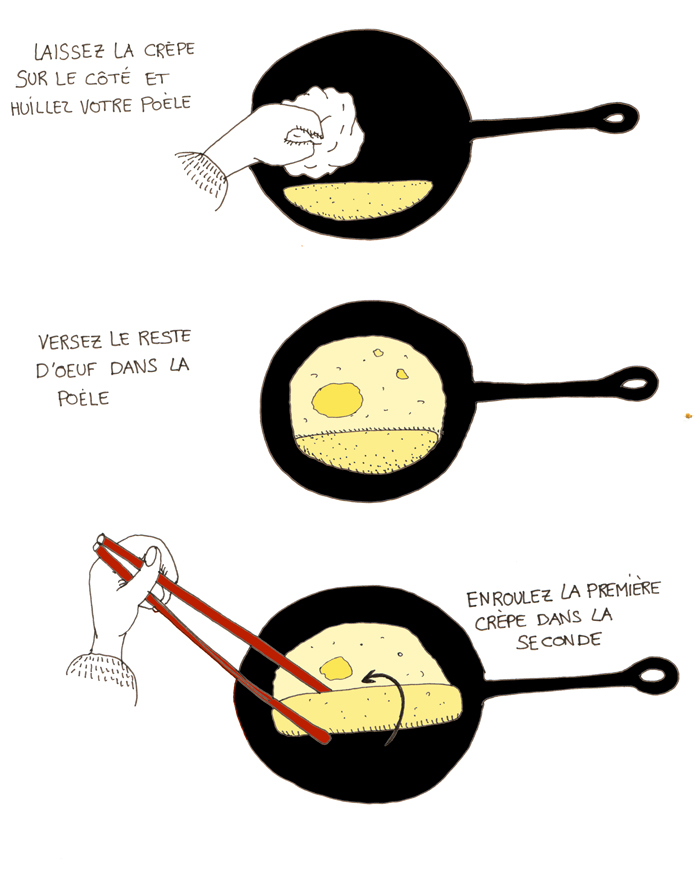 LAISSEZ LA CRÊPE
SUR LE CÔTÉ ET
HUILLEZ VOTRE POÊLE
VERSEZ LE RESTE
D'OEUF DANS LA
POÊLE
ENROULEZ LA PREMIÈRE
CRÊPE DANS LA
SECONDE